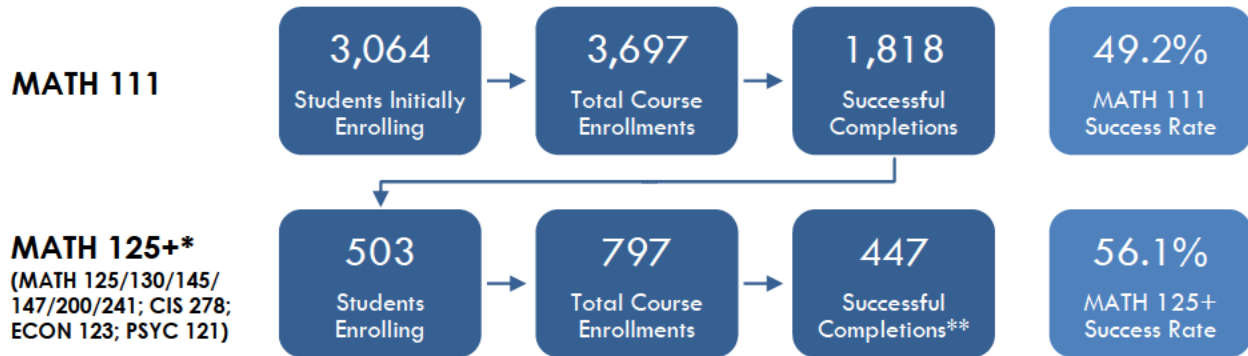 MATH 111
3,064
Students Initially
Enrolling
3,697
Total Course
Enrollments
1,818
Successful
Completions
49.2%
MATH 111
Success Rate
MATH 125+*
(MATH 125/130/145/
147/200/241; CIS 278;
ECON 123; PSYC 121)
503
Students
Enrolling
797
Total Course
Enrollments
447
Successful
Completions**
56.1%
MATH 125+
Success Rate